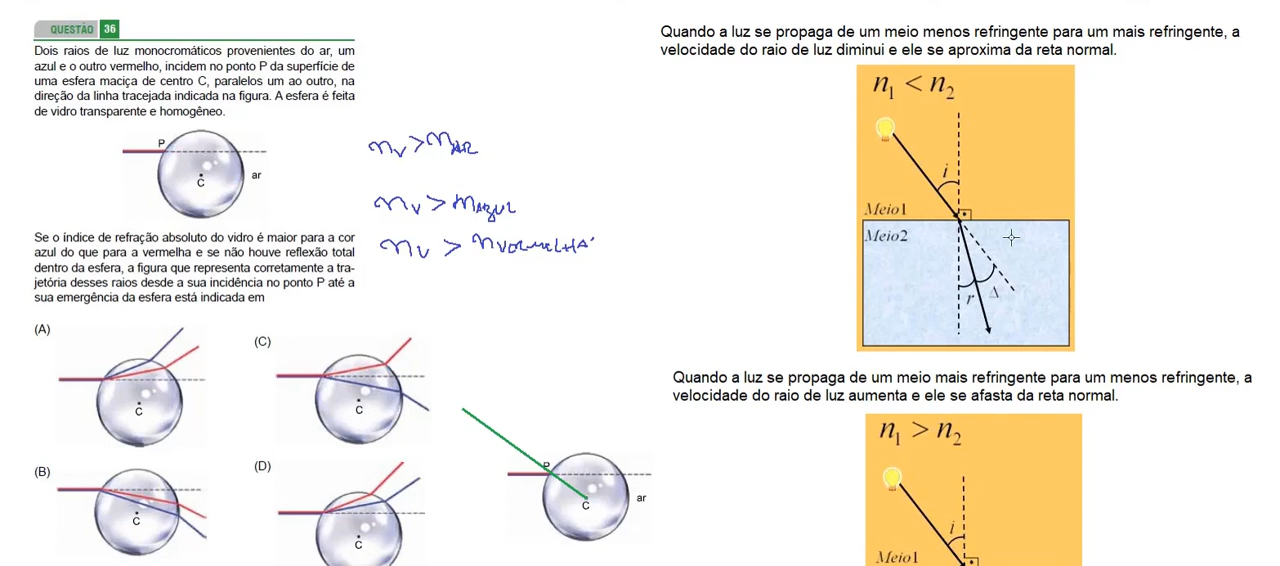 QUESTÃO 36
Dois raios de luz monocromáticos provenientes do ar, um
azul e o outro vermelho, incidem no ponto P da superfície de
uma esfera maciça de centro C, paralelos um ao outro, na
direção da linha tracejada indicada na figura. A esfera é feita
de vidro transparente e homogêneo.
P
C
ar
Se o índice de refração absoluto do vidro é maior para a cor
azul do que para a vermelha e se não houve reflexão total
dentro da esfera, a figura que representa corretamente a tra-
jetória desses raios desde a sua incidência no ponto P até a
sua emergência da esfera está indicada em
(A)
C
(B)
C
(C)
C
(D)
C
nV > nAR
nV > nAZUL
nV > nVERMELHA
P
C
ar
Quando a luz se propaga de um meio menos refringente para um mais refringente, a
velocidade do raio de luz diminui e ele se aproxima da reta normal.
n1 < n2
i
Meio1
Meio2
r
Δ
Quando a luz se propaga de um meio mais refringente para um menos refringente, a
velocidade do raio de luz aumenta e ele se afasta da reta normal.
n1 > n2
i
Meio1